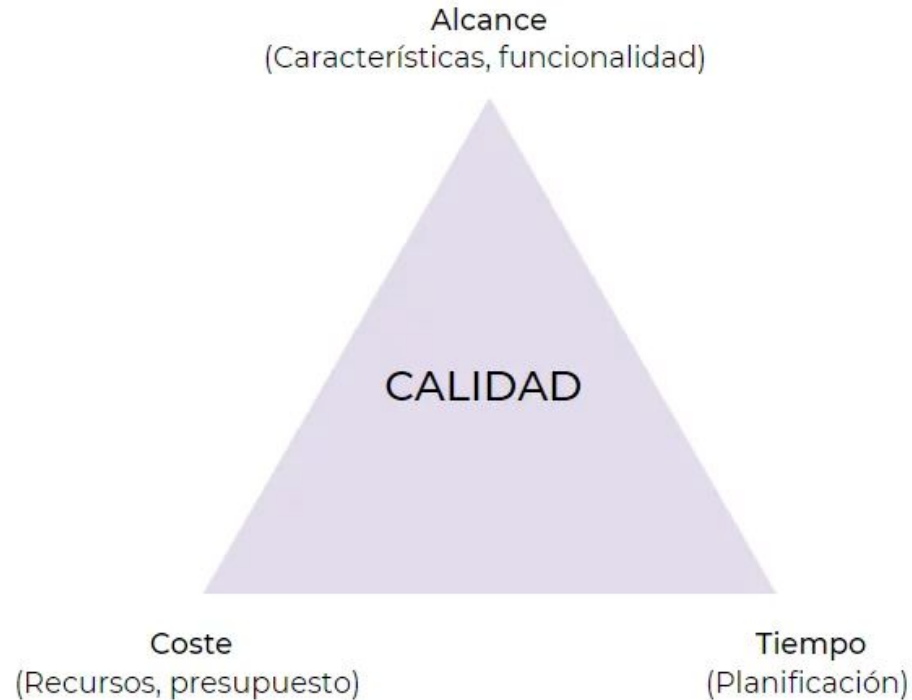 Alcance
(Características, funcionalidad)
CALIDAD
Coste
(Recursos, presupuesto)
Tiempo
(Planificación)